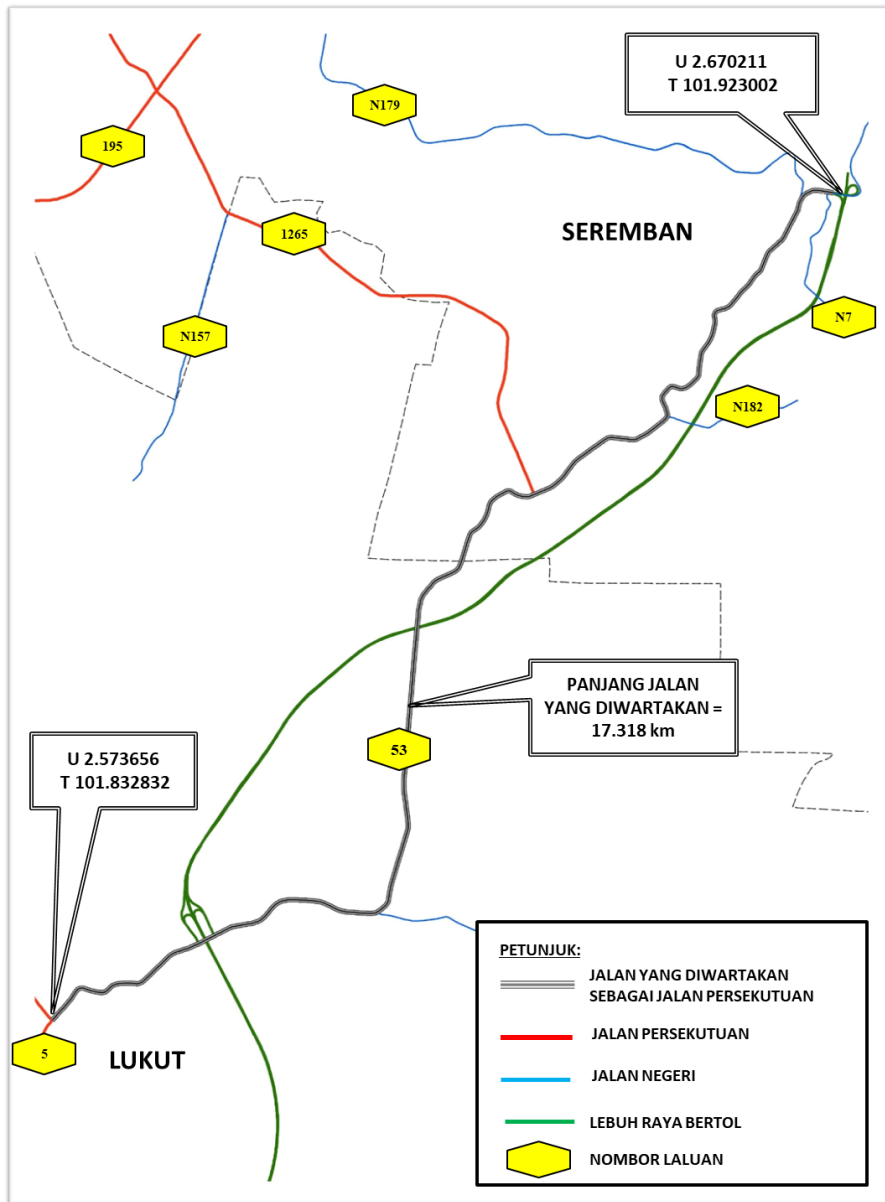 U 2.670211
T 101.923002
N179
195
SEREMBAN
1265
N7
N157
N182
PANJANG JALAN
YANG DIWARTAKAN =
17.318 km
53
U 2.573656
T 101.832832
5
LUKUT
PETUNJUK:
JALAN YANG DIWARTAKAN
SEBAGAI JALAN PERSEKUTUAN
JALAN PERSEKUTUAN
JALAN NEGERI
LEBUH RAYA BERTOL
NOMBOR LALUAN